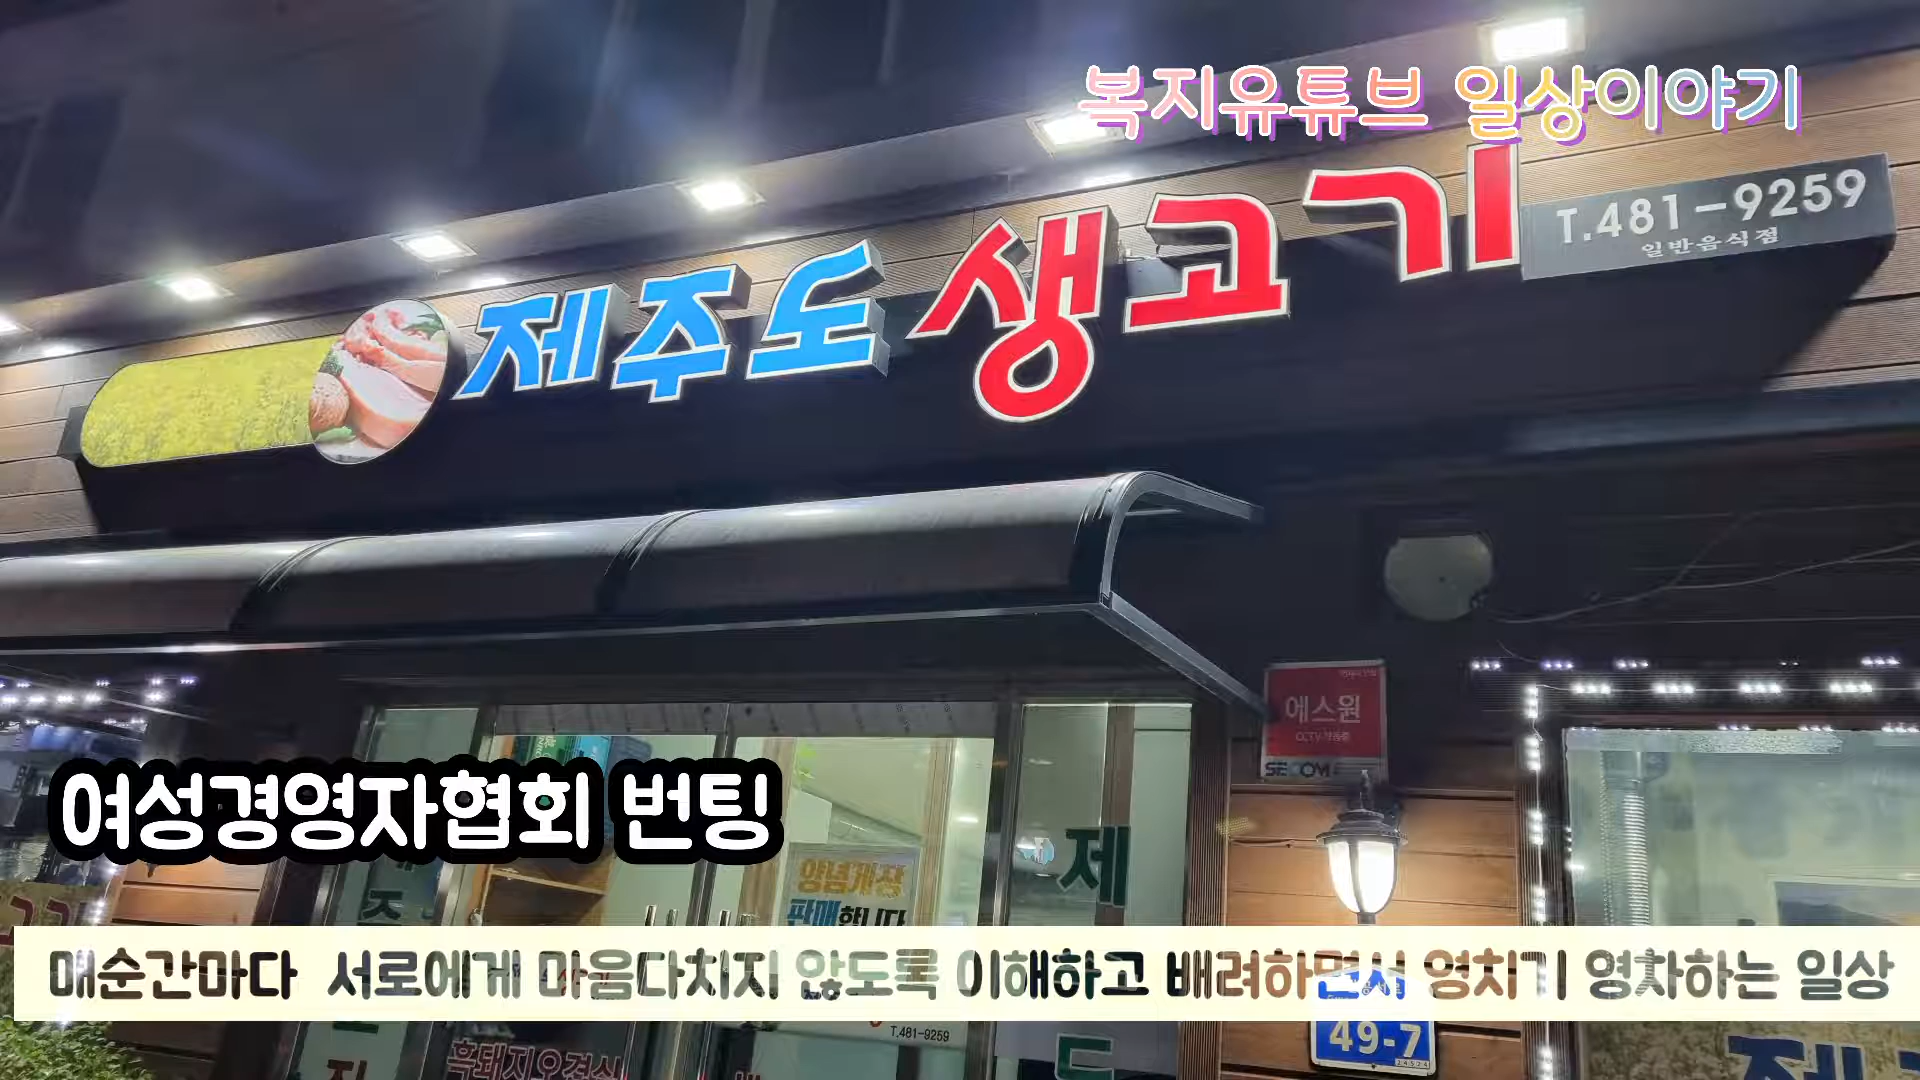 복지유튜브 일상이야기
제주도생고기
T.481-9259
일반음식점
에스원
SECOM
여성경영자협회 번팅
양념게장
판매합니다
제
매순간마다 서로에게 마음다치지 않도록 이해하고 배려하면서 영치기 영차하는 일상
T.481-9259
49-7
24524